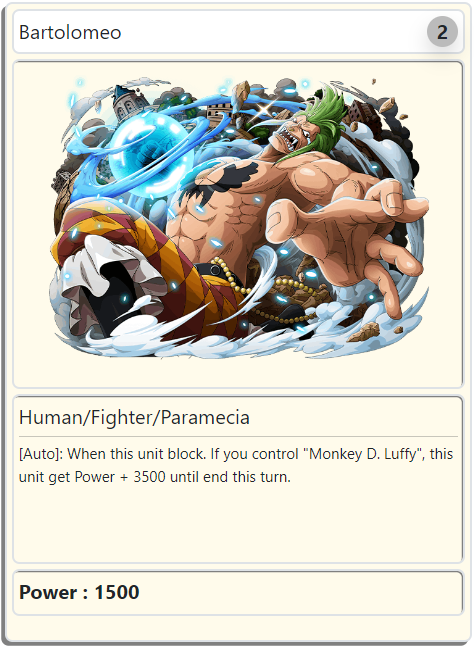 Bartolomeo
2
Human/Fighter/Paramecia
[Auto]: When this unit block. If you control "Monkey D. Luffy", this
unit get Power + 3500 until end this turn.
Power : 1500